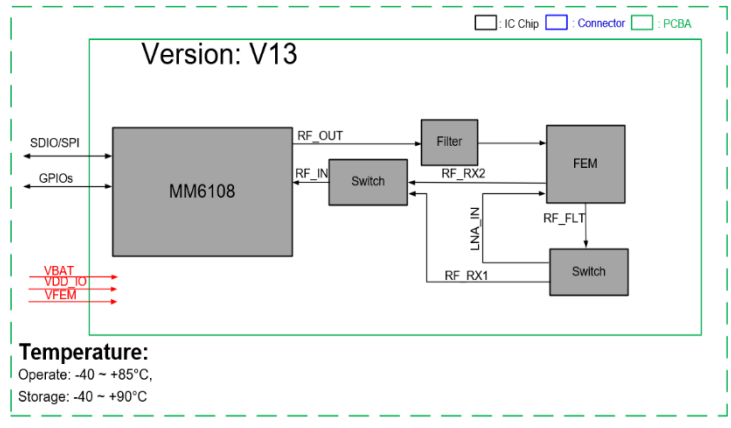 : IC Chip : Connector : PCBA
Version: V13
SDIO/SPI
GPIOs
MM6108
RF_OUT
Filter
RF_IN
Switch
RF_RX2
FEM
LNA_IN
RF_FLT
RF_RX1
Switch
VBAT
VDD_IO
VFEM
Temperature:
Operate: -40 ~ +85°C,
Storage: -40 ~ +90°C